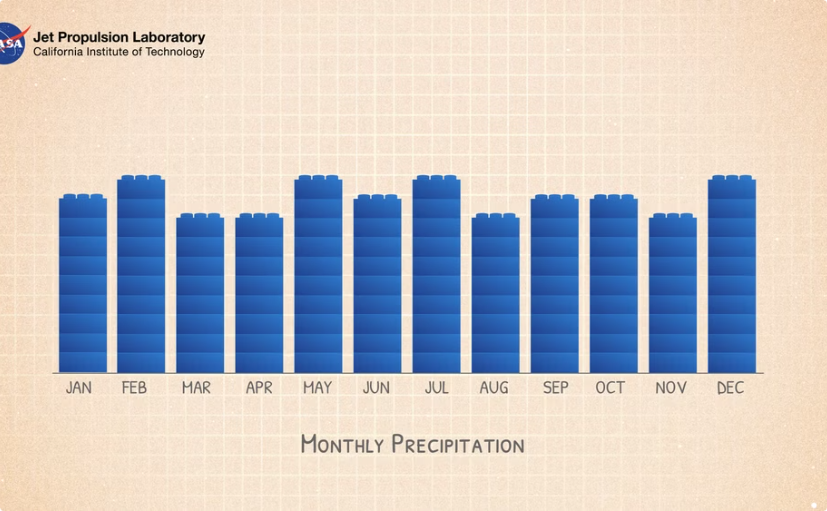 Jet Propulsion Laboratory
California Institute of Technology
JAN FEB MAR APR MAY JUN JUL AUG SEP OCT NOV DEC
Monthly Precipitation